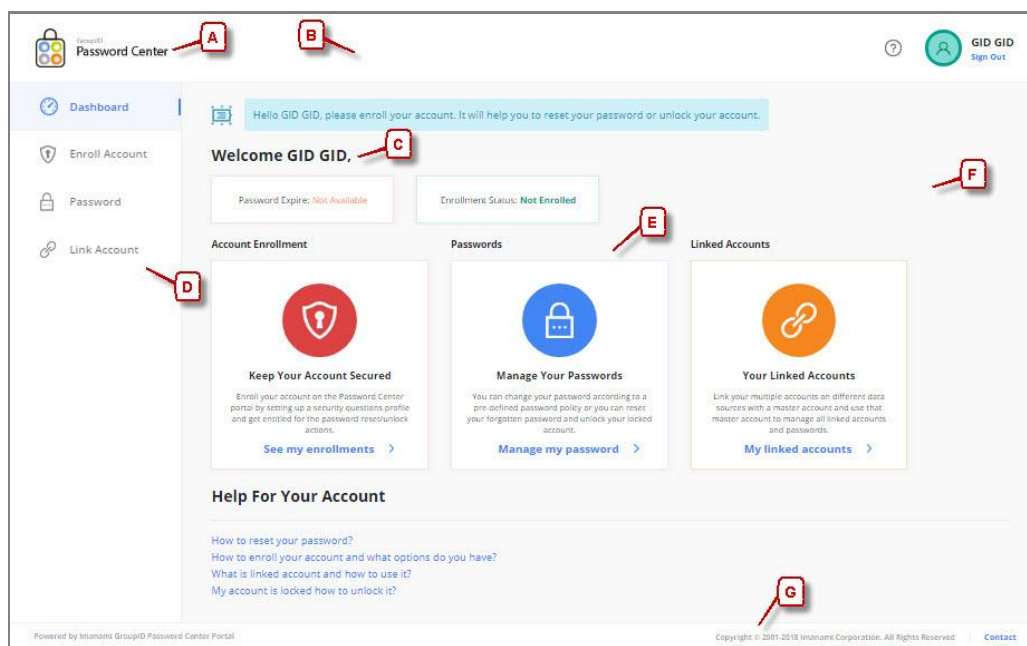 GroupID
Password Center
A
B
GID GID
Sign Out
Dashboard
Enroll Account
Password
Link Account
D
Hello GID GID, please enroll your account. It will help you to reset your password or unlock your account.
Welcome GID GID,
C
F
Password Expire: Not Available
Enrollment Status: Not Enrolled
E
Account Enrollment
Passwords
Linked Accounts
Keep Your Account Secured
Enroll your account on the Password Center
portal by setting up a security questions profile
and get entitled for the password reset/unlock
actions.
See my enrollments >
Manage Your Passwords
You can change your password according to a
pre-defined password policy or you can reset
your forgotten password and unlock your locked
account.
Manage my password >
Your Linked Accounts
Link your multiple accounts on different data
sources with a master account and use that
master account to manage all linked accounts
and passwords.
My linked accounts >
Help For Your Account
How to reset your password?
How to enroll your account and what options do you have?
What is linked account and how to use it?
My account is locked how to unlock it?
G
Powered by Imanami GroupID Password Center Portal
Copyright © 2001-2018 Imanami Corporation. All Rights Reserved
Contact